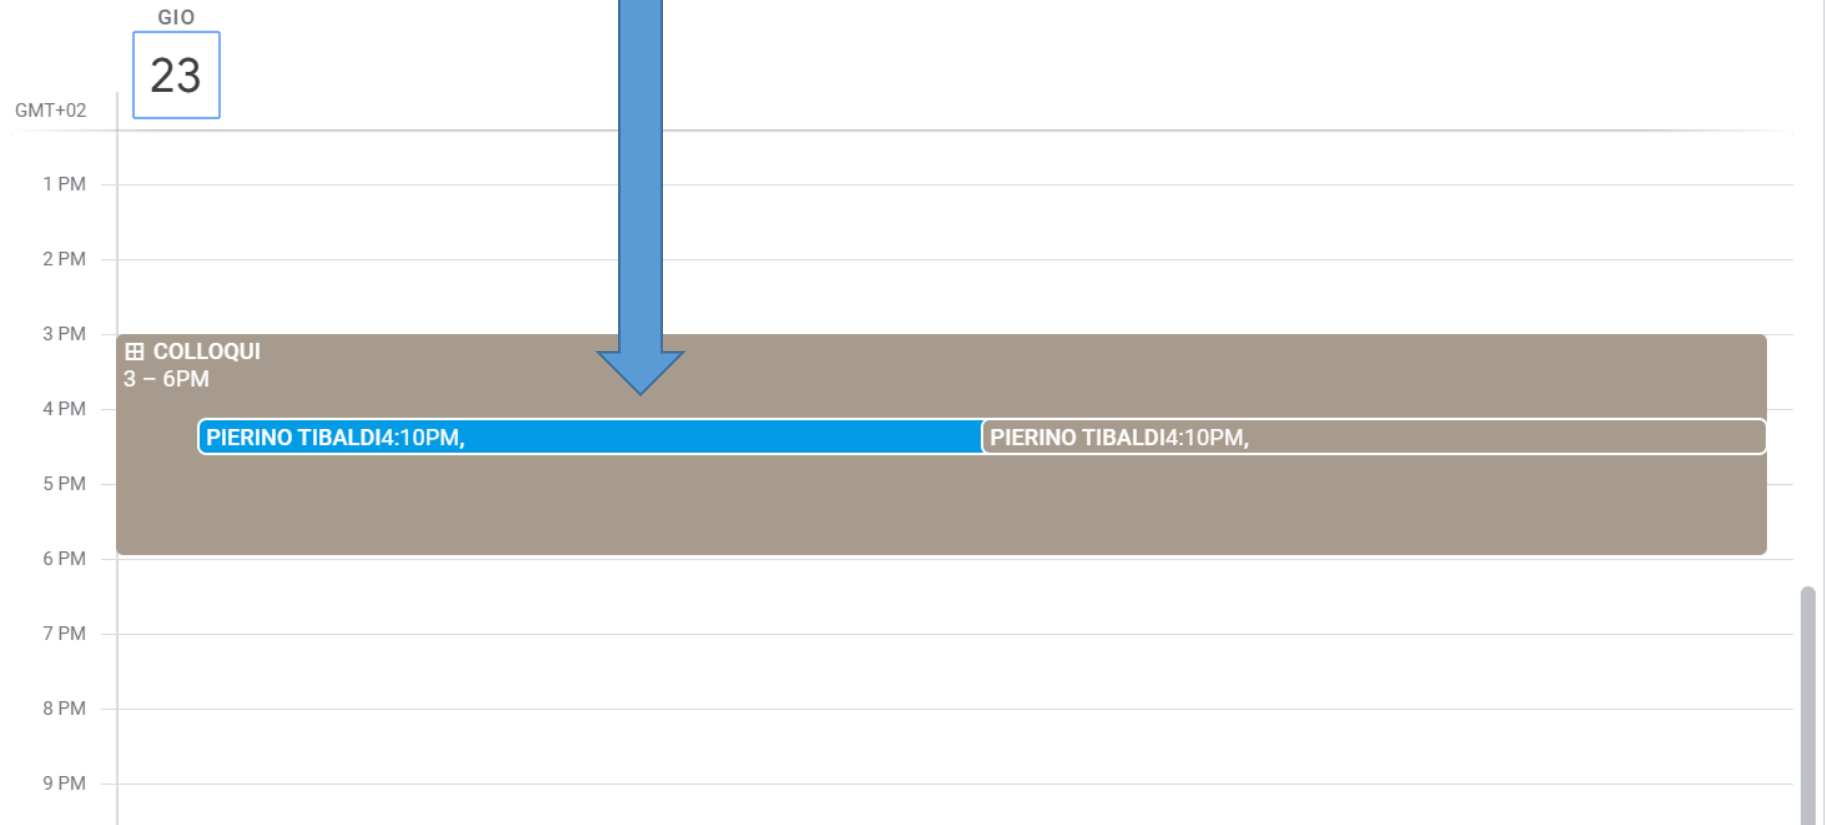 GIO
23
GMT+02
1 PM
2 PM
3 PM
COLLOQUI
3 – 6PM
4 PM
PIERINO TIBALDI4:10PM, PIERINO TIBALDI4:10PM,
5 PM
6 PM
7 PM
8 PM
9 PM